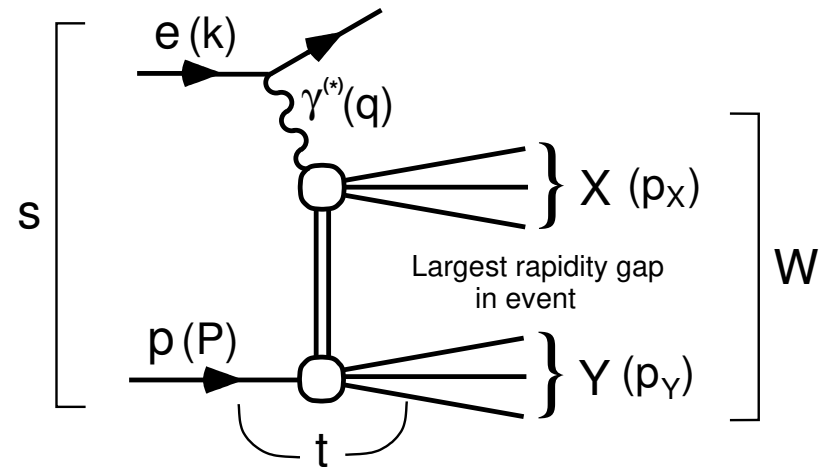 e (k)
γ(*)(q)
} X (pX)
s
Largest rapidity gap
in event
W
p (P)
} Y (pY)
t